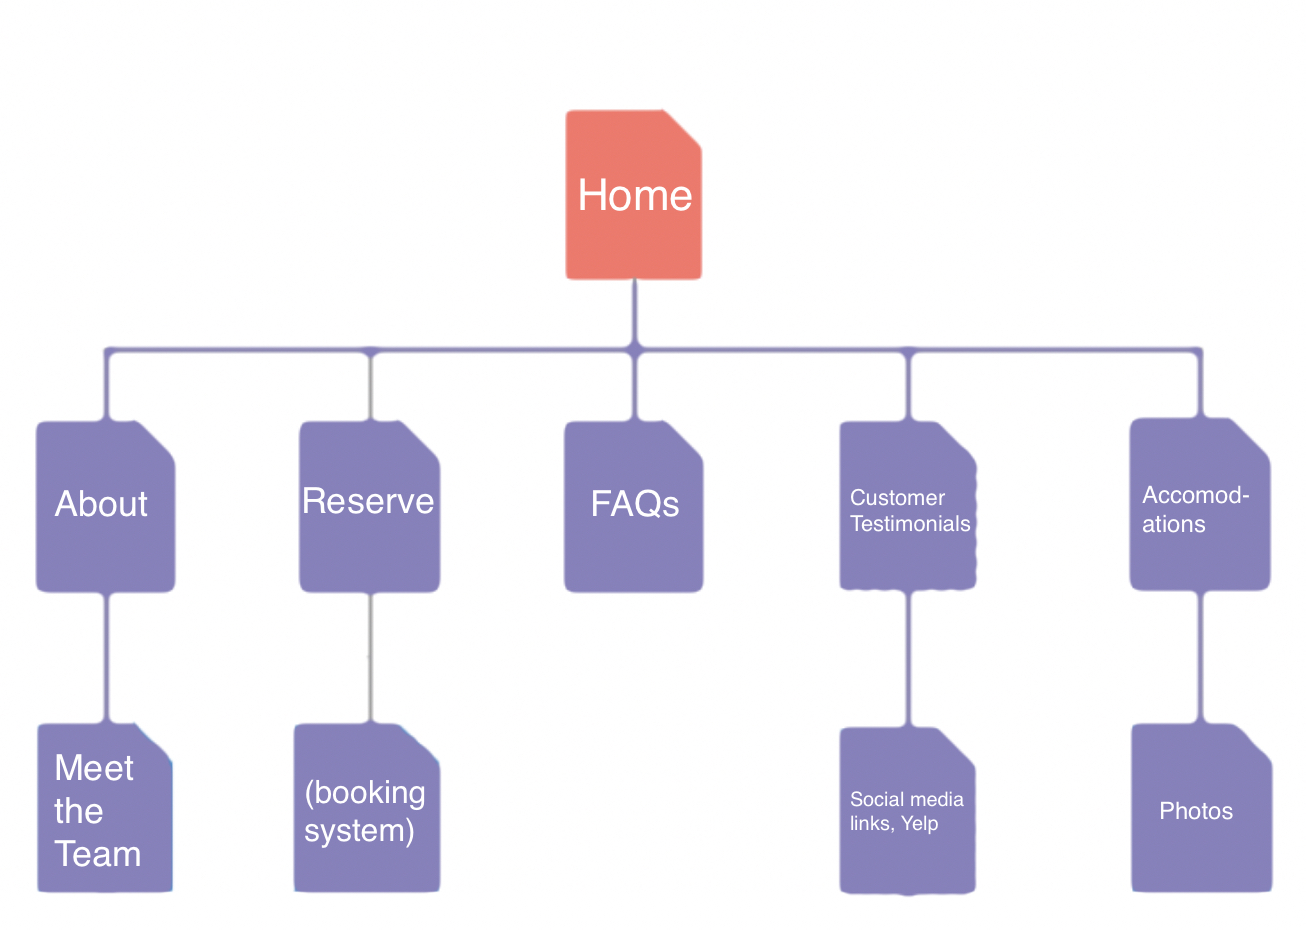 Home
About
Reserve
FAQs
Customer
Testimonials
Accomod-
ations
Meet
the
Team
(booking
system)
Social media
links, Yelp
Photos